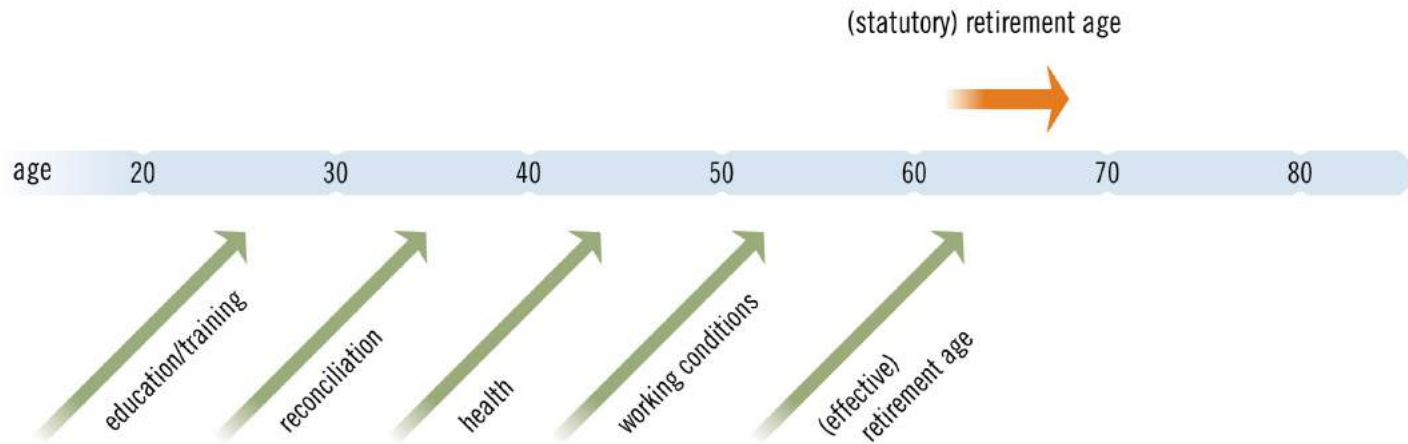 (statutory) retirement age
age 20 30 40 50 60 70 80
education/training
reconciliation
health
working conditions
(effective)
retirement age